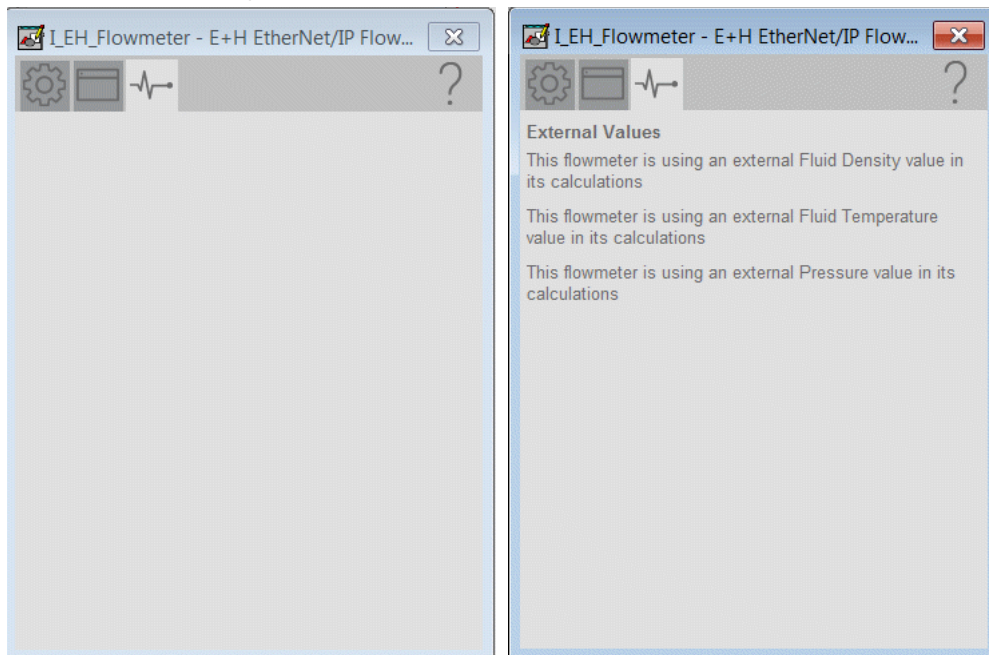 I_EH_Flowmeter - E+H EtherNet/IP Flow...
?
I_EH_Flowmeter - E+H EtherNet/IP Flow...
?
External Values
This flowmeter is using an external Fluid Density value in
its calculations
This flowmeter is using an external Fluid Temperature
value in its calculations
This flowmeter is using an external Pressure value in its
calculations